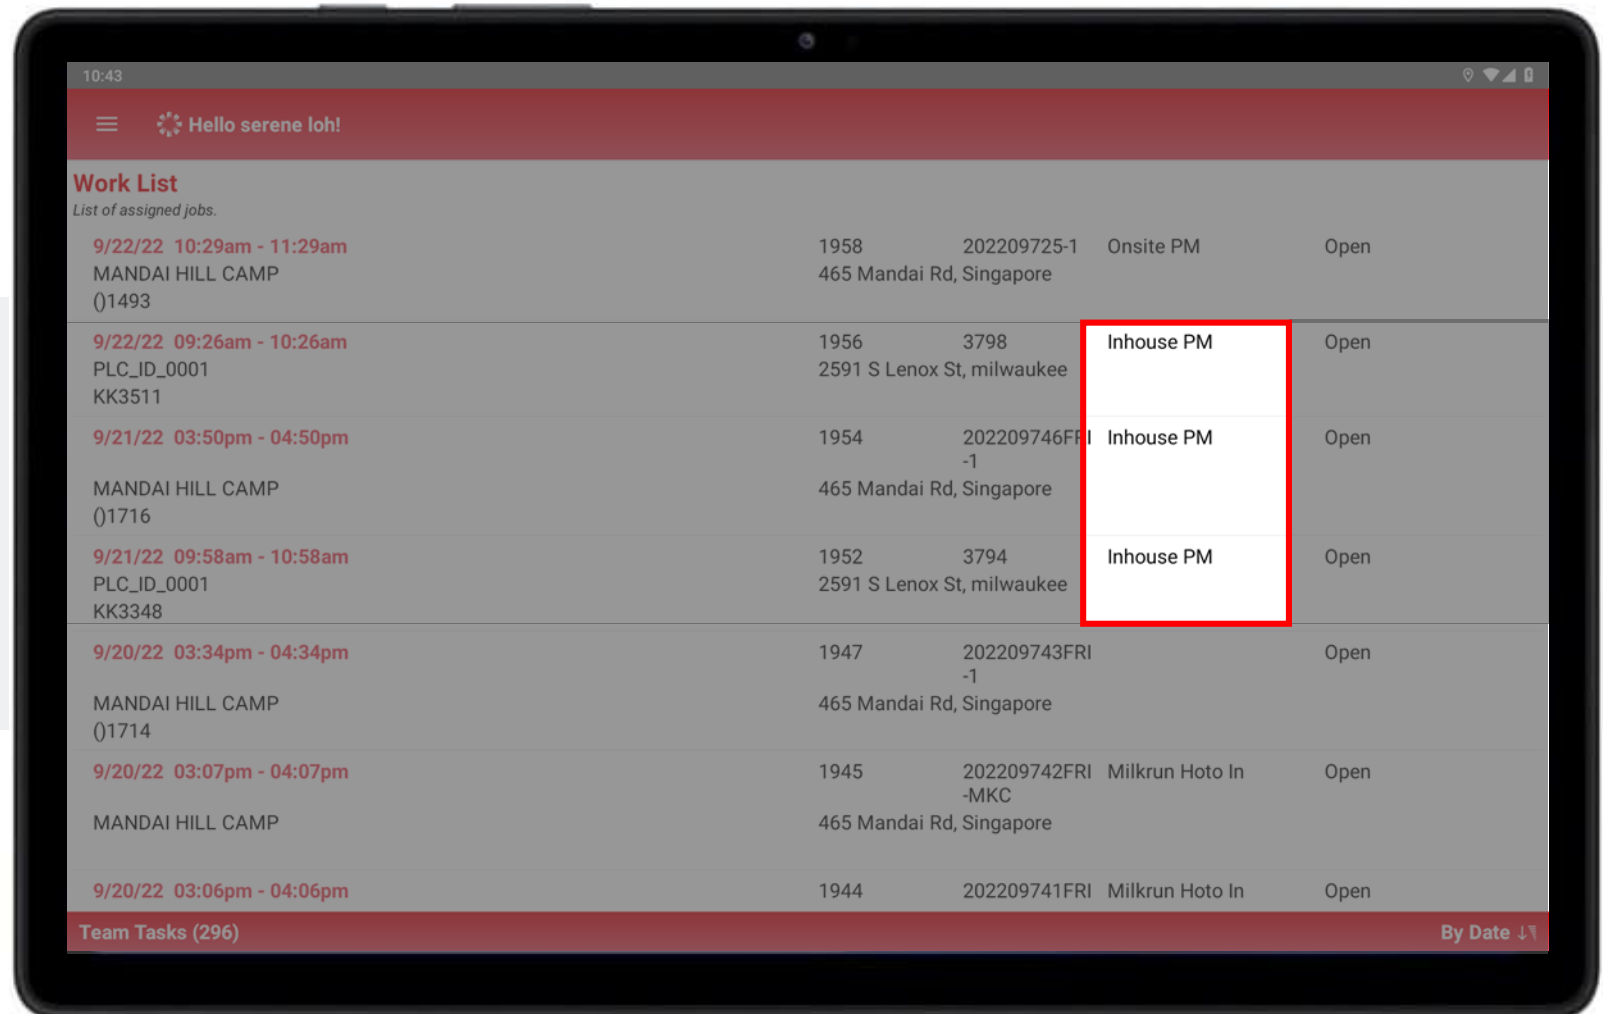 10:43
Hello serene loh!
Work List
List of assigned jobs.
9/22/22 10:29am - 11:29am 1958 202209725-1 Onsite PM Open
MANDAI HILL CAMP 465 Mandai Rd, Singapore
()1493
9/22/22 09:26am - 10:26am 1956 3798 Inhouse PM Open
PLC_ID_0001 2591 S Lenox St, milwaukee
KK3511
9/21/22 03:50pm - 04:50pm 1954 202209746FRI Inhouse PM Open
-1
MANDAI HILL CAMP 465 Mandai Rd, Singapore
()1716
9/21/22 09:58am - 10:58am 1952 3794 Inhouse PM Open
PLC_ID_0001 2591 S Lenox St, milwaukee
KK3348
9/20/22 03:34pm - 04:34pm 1947 202209743FRI Open
-1
MANDAI HILL CAMP 465 Mandai Rd, Singapore
()1714
9/20/22 03:07pm - 04:07pm 1945 202209742FRI Milkrun Hoto In Open
-MKC
MANDAI HILL CAMP 465 Mandai Rd, Singapore
9/20/22 03:06pm - 04:06pm 1944 202209741FRI Milkrun Hoto In Open
Team Tasks (296) By Date